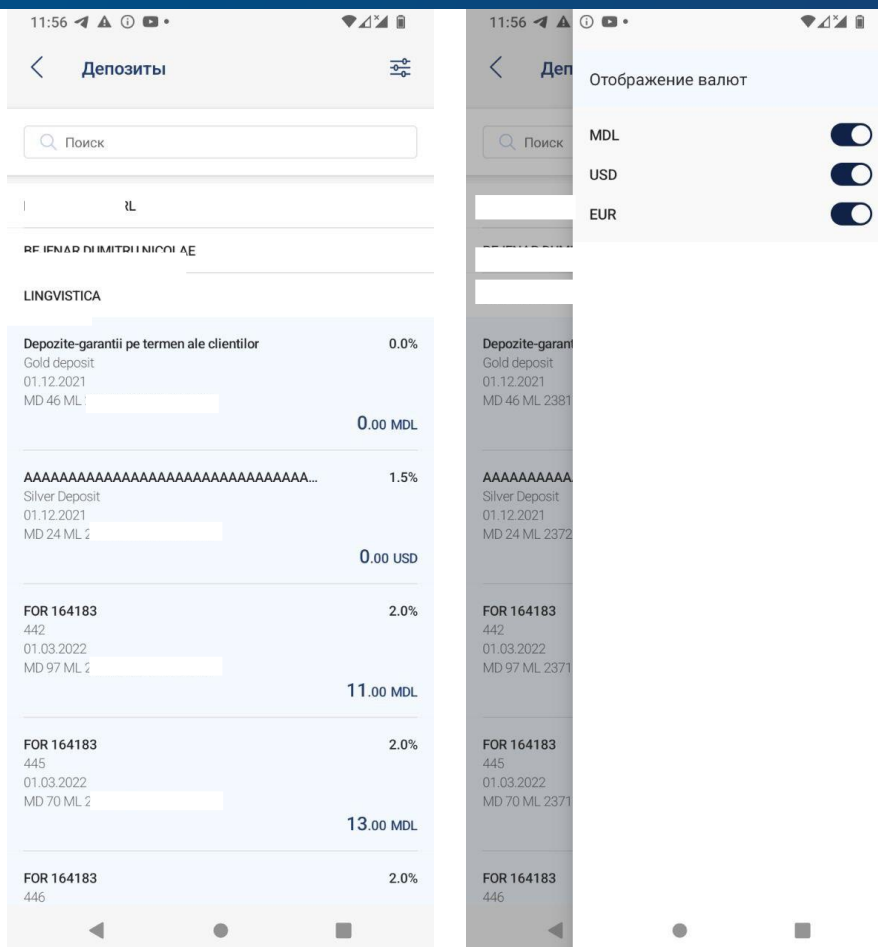 11:56
Депозиты
Поиск
RL
BEJENAR DUMITRU NICOLAE
LINGVISTICA
Depozite-garantii pe termen ale clientilor 0.0%
Gold deposit
01.12.2021
MD 46 ML
0.00 MDL
AAAAAAAAAAAAAAAAAAAAAAAAAAAAAAAA... 1.5%
Silver Deposit
01.12.2021
MD 24 ML 2
0.00 USD
FOR 164183 2.0%
442
01.03.2022
MD 97 ML 2
11.00 MDL
FOR 164183 2.0%
445
01.03.2022
MD 70 ML 2
13.00 MDL
FOR 164183 2.0%
446
11:56
Деп
Поиск
Depozite-garant
Gold deposit
01.12.2021
MD 46 ML 2381
AAAAAAAAAA
Silver Deposit
01.12.2021
MD 24 ML 2372
FOR 164183
442
01.03.2022
MD 97 ML 2371
FOR 164183
445
01.03.2022
MD 70 ML 2371
FOR 164183
446
Отображение валют
MDL
USD
EUR